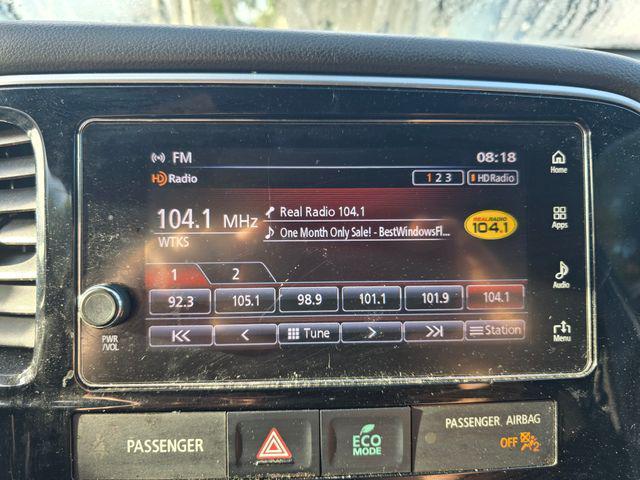 FM 08:18
HD Radio 1 2 3 HD Radio
104.1 MHz Real Radio 104.1
WTKS One Month Only Sale! - BestWindowsFl...
REAL RADIO
104.1
1 2
92.3 105.1 98.9 101.1 101.9 104.1
Tune Station
Home
Apps
Audio
Menu
PWR
/VOL
PASSENGER
ECO
MODE
PASSENGER AIRBAG
OFF 2